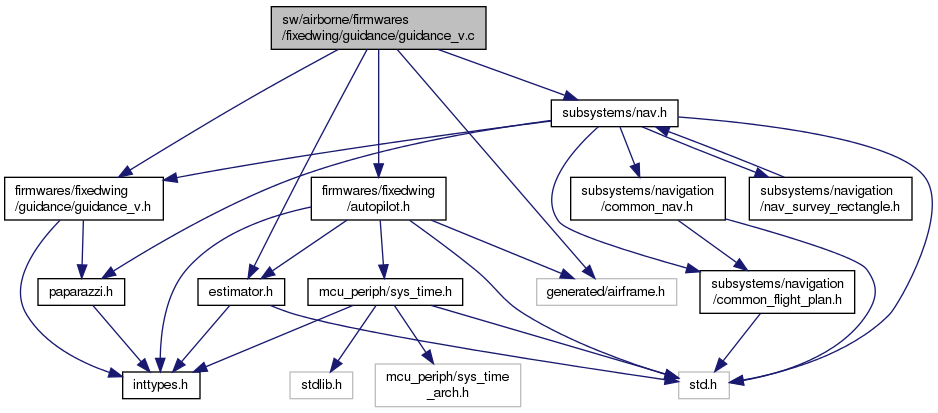 sw/airborne/firmwares
/fixedwing/guidance/guidance_v.c
subsystems/nav.h
firmwares/fixedwing
/guidance/guidance_v.h
firmwares/fixedwing
/autopilot.h
subsystems/navigation
/common_nav.h
subsystems/navigation
/nav_survey_rectangle.h
paparazzi.h
estimator.h
mcu_periph/sys_time.h
generated/airframe.h
subsystems/navigation
/common_flight_plan.h
inttypes.h
stdlib.h
mcu_periph/sys_time
_arch.h
std.h